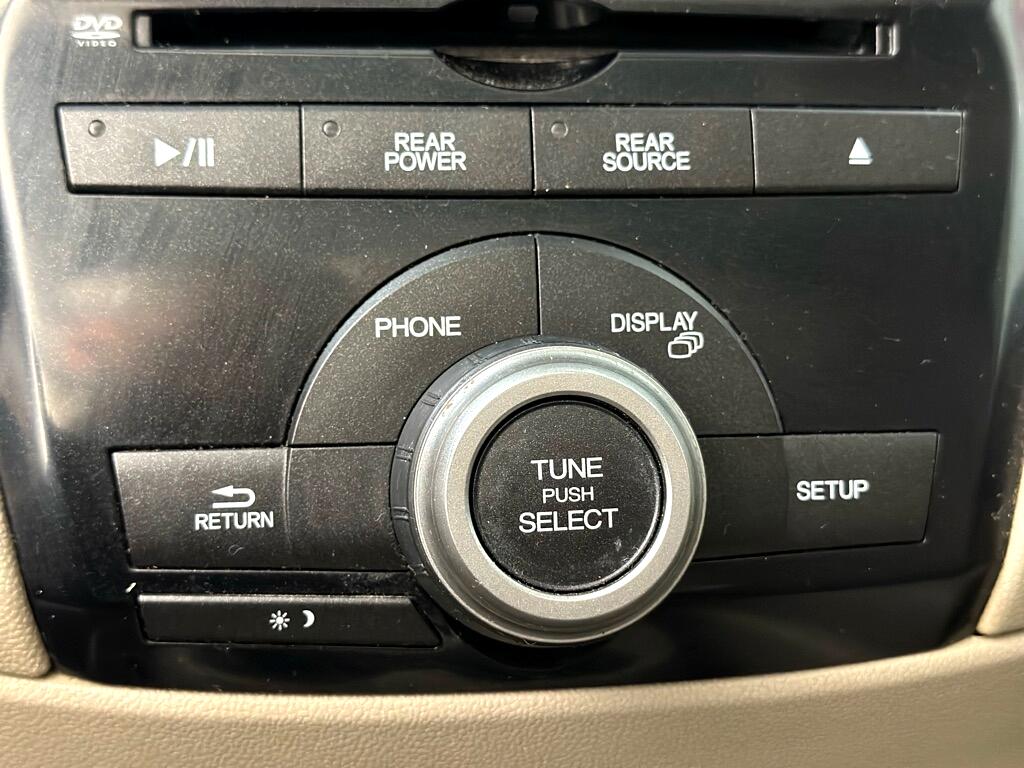 DVD
VIDEO
REAR
POWER
REAR
SOURCE
PHONE
DISPLAY
TUNE
PUSH
SELECT
RETURN
SETUP